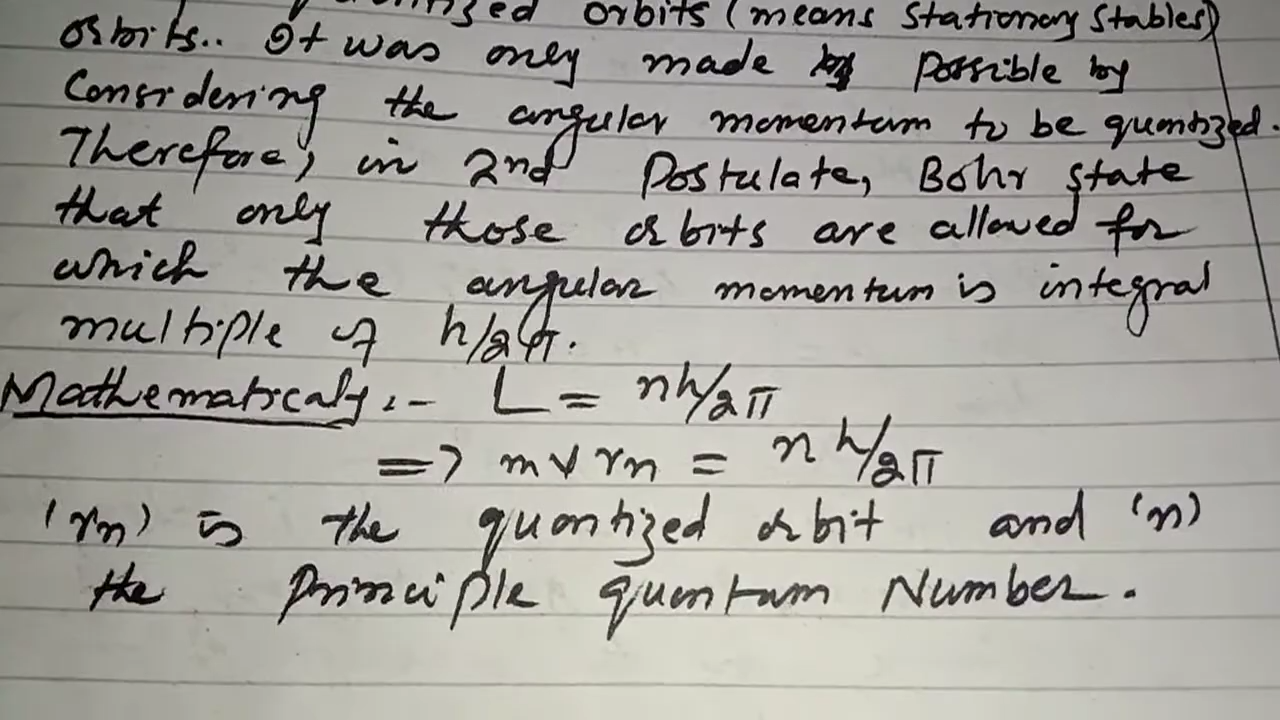 orbits (means Stationary Stables)
orbits.. It was only made by possible by
Considering the angular momentum to be quantized.
Therefore, in 2nd Postulate, Bohr State
that only those orbits are allowed for
which the angular momentum is integral
multiple of h/2π.
Mathematicaly :- L = nh/2π
=> mvrn = n h/2π
(rn) is the quantized orbit and (n)
the Principle quantum Number.